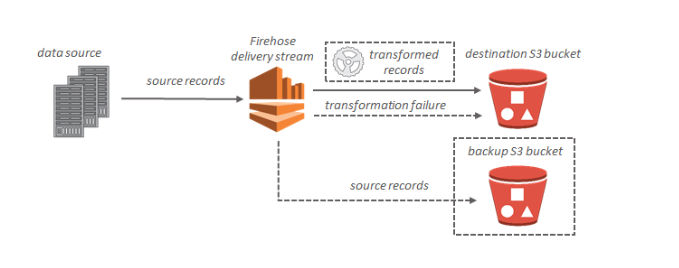 data source
source records
Firehose
delivery stream
transformed
records
transformation failure
destination S3 bucket
backup S3 bucket
source records